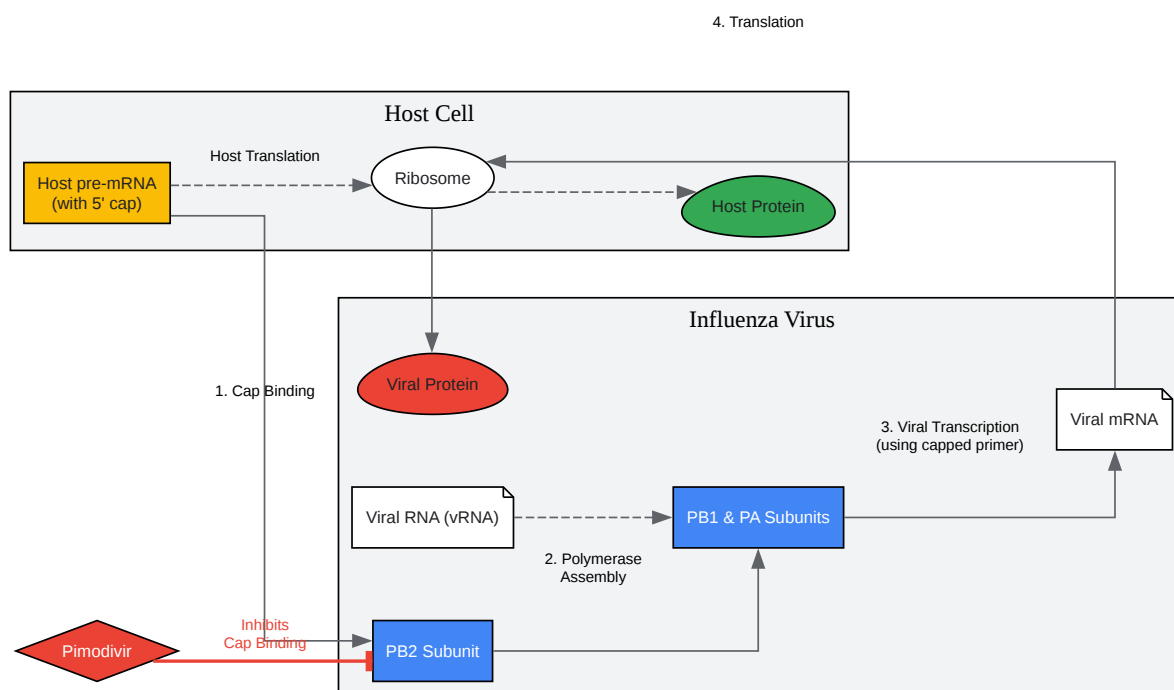 4. Translation
Host Cell
Host Translation
Host pre-mRNA
(with 5' cap)
Ribosome
Host Protein
Influenza Virus
Viral Protein
1. Cap Binding
Viral mRNA
3. Viral Transcription
(using capped primer)
Viral RNA (vRNA)
PB1 & PA Subunits
2. Polymerase
Assembly
Inhibits
Cap Binding
Pimodivir
PB2 Subunit